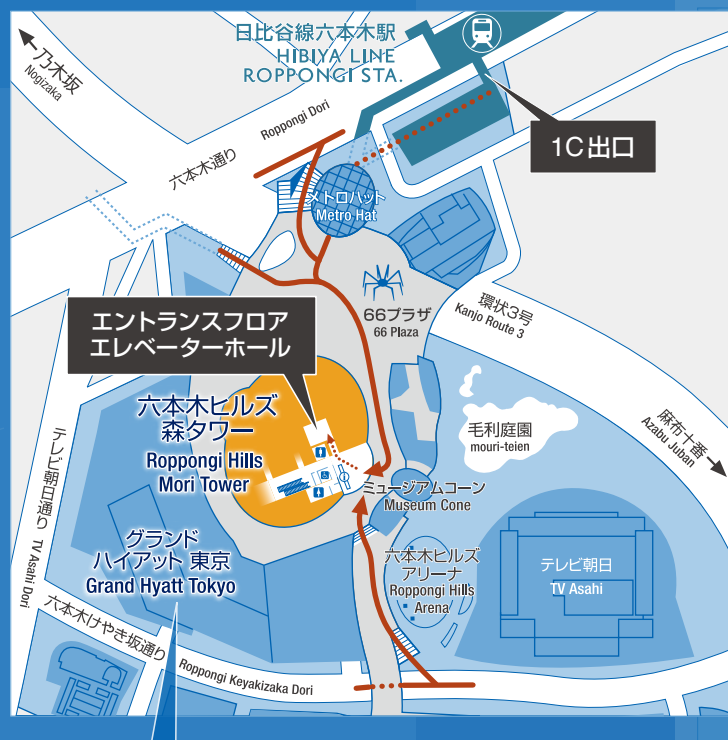 日比谷線六本木駅
HIBIYA LINE
ROPPONGI STA.
乃木坂
Nogizaka
六本木通り
Roppongi Dori
1C出口
メトロハット
Metro Hat
エントランスフロア
エレベーターホール
66プラザ
66 Plaza
環状3号
Kanjo Route 3
六本木ヒルズ
森タワー
Roppongi Hills
Mori Tower
毛利庭園
mouri-teien
麻布十番
Azabu Juban
ミュージアムコーン
Museum Cone
テレビ朝日通り
TV Asahi Dori
グランド
ハイアット 東京
Grand Hyatt Tokyo
六本木ヒルズ
アリーナ
Roppongi Hills
Arena
テレビ朝日
TV Asahi
六本木けやき坂通り
Roppongi Keyakizaka Dori